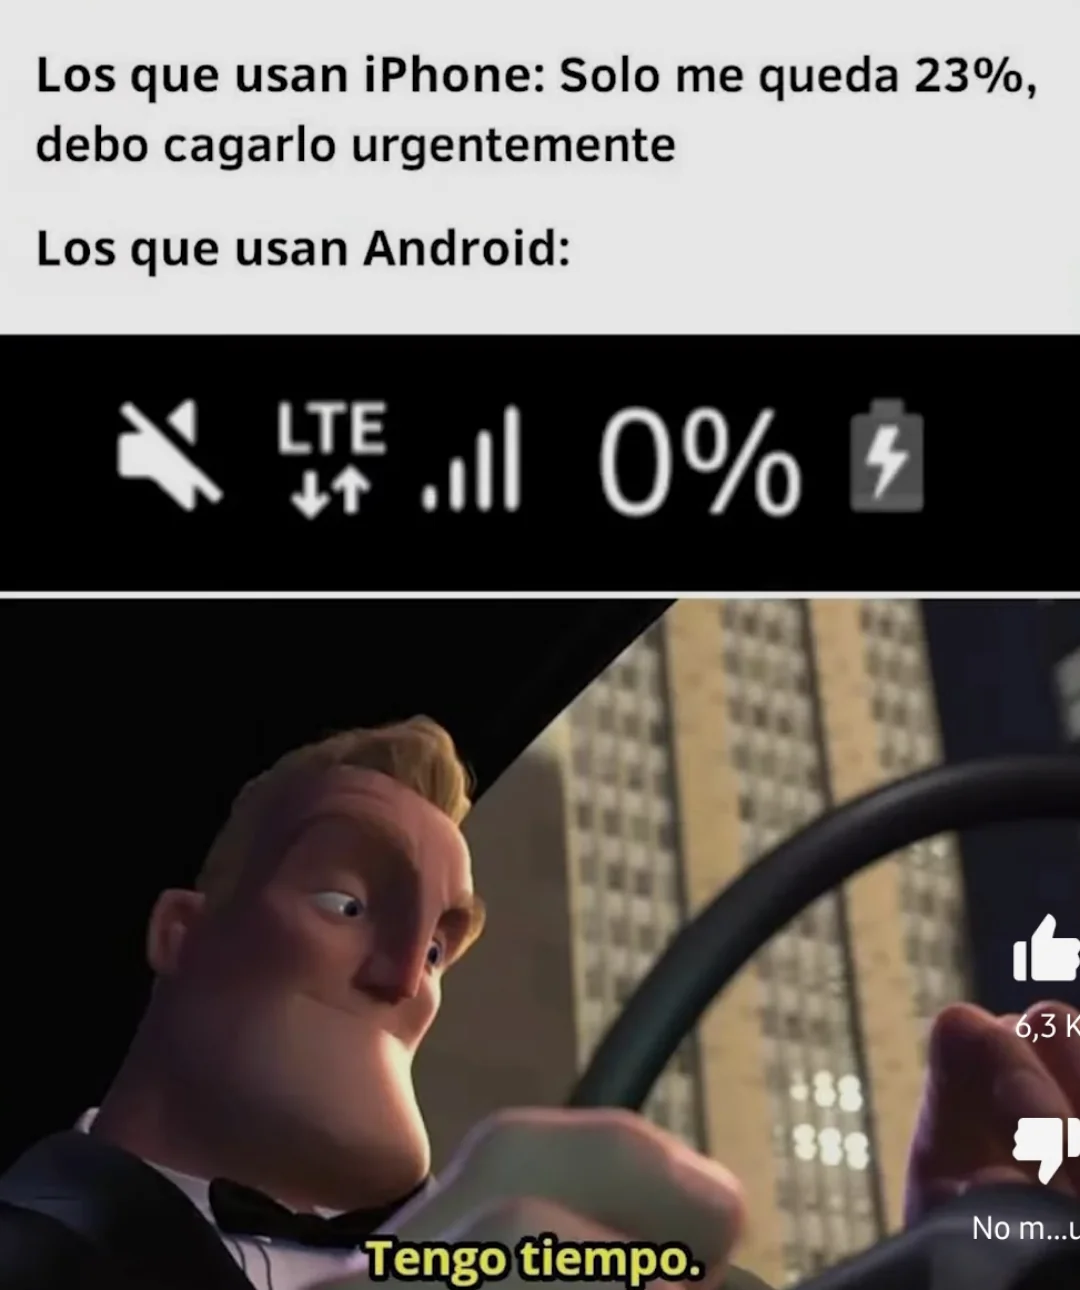 Los que usan iPhone: Solo me queda 23%,
debo cagarlo urgentemente
Los que usan Android:
LTE
0%
6,3 K
No m...u
Tengo tiempo.